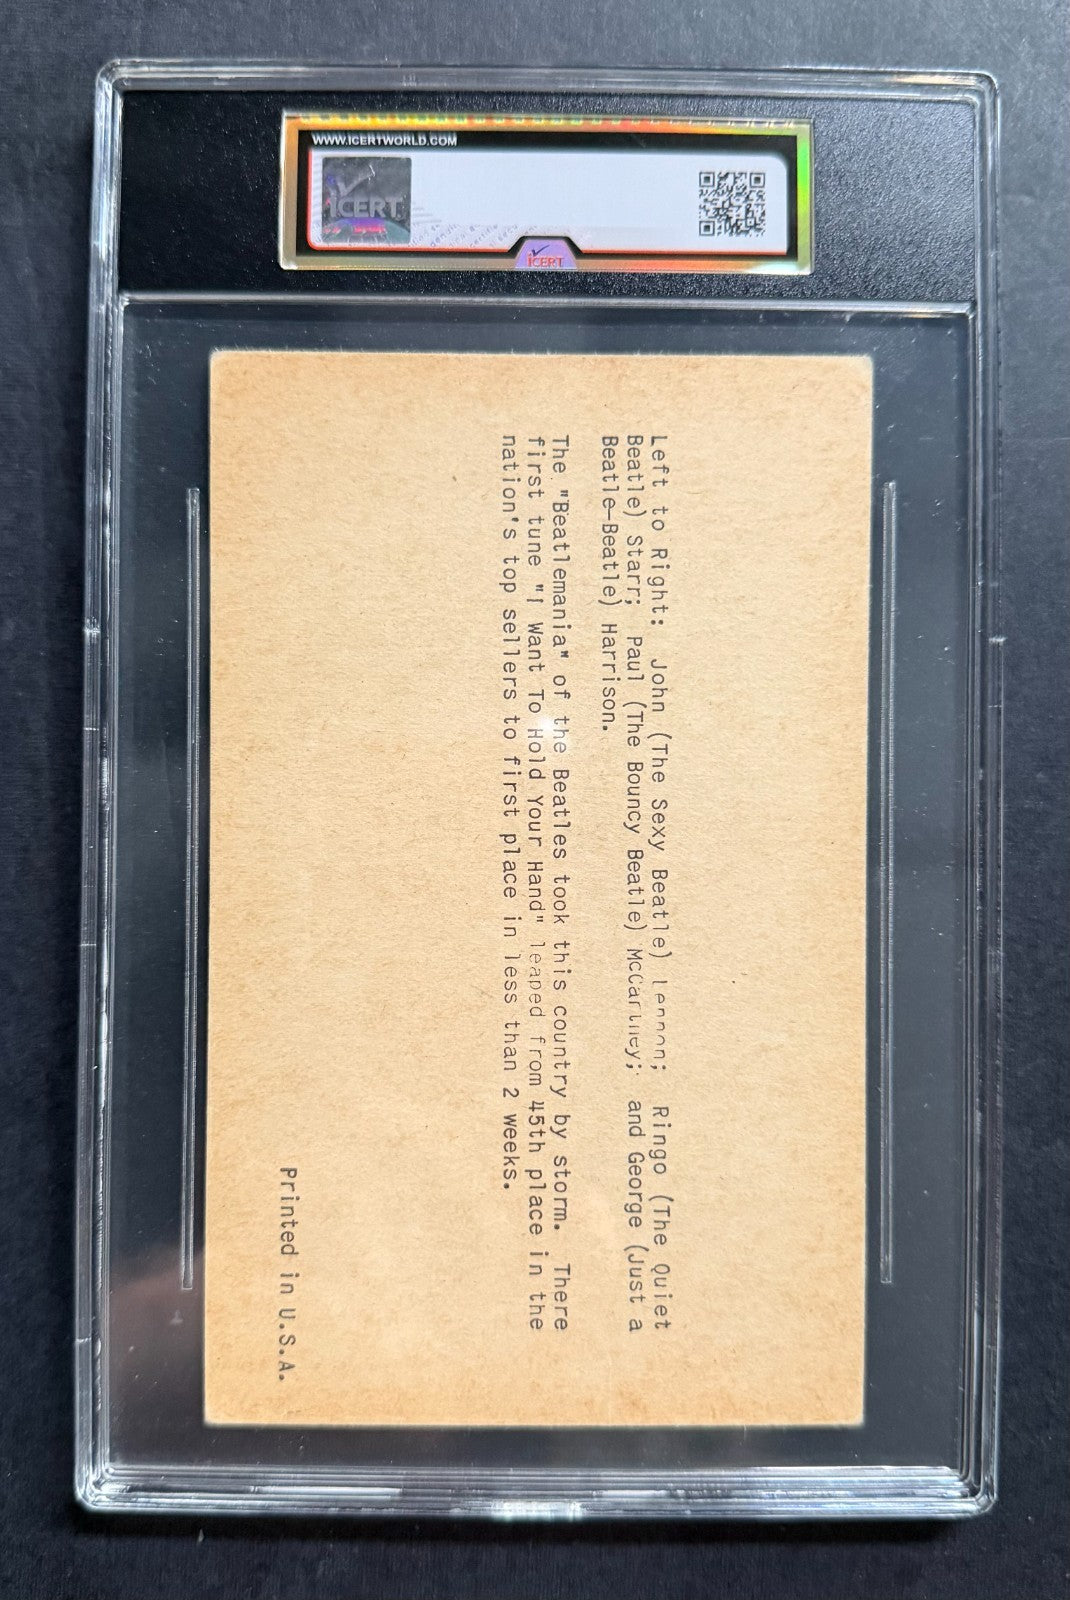 WWW.ICERTWORLD.COM
iCERT
iCERT
Left to Right: John (The Sexy Beatle) Lennon; Ringo (The Quiet
Beatle) Starr; Paul (The Bouncy Beatle) McCartney; and George (Just a
Beatle-Beatle) Harrison.
The "Beatlemania" of the Beatles took this country by storm. There
first tune "I Want To Hold Your Hand" leaped from 45th place in the
nation's top sellers to first place in less than 2 weeks.
Printed in U.S.A.